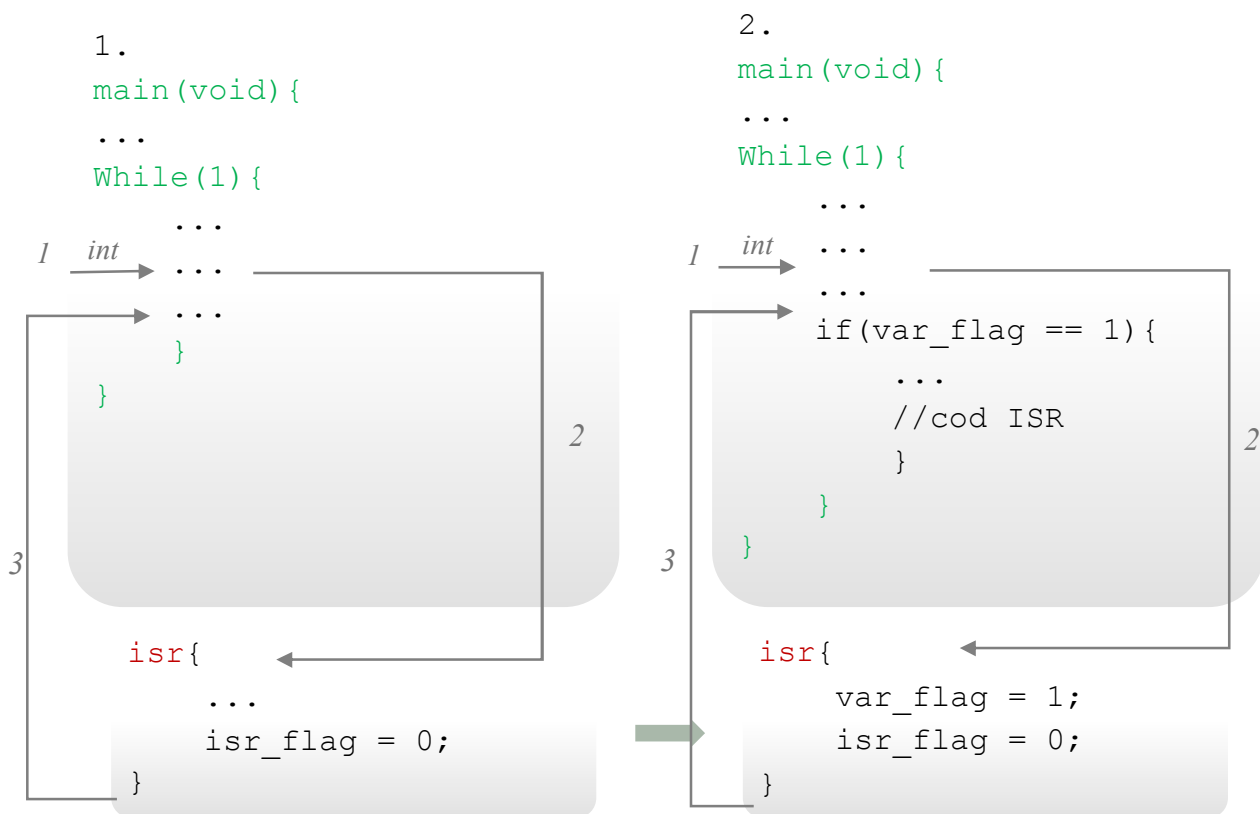 1.
main(void){
...
While(1){
...
1 int ...
...
}
}
2
3
isr{
...
isr_flag = 0;
}
2.
main(void){
...
While(1){
...
1 int ...
...
if(var_flag == 1){
...
//cod ISR
}
}
}
2
3
isr{
var_flag = 1;
isr_flag = 0;
}